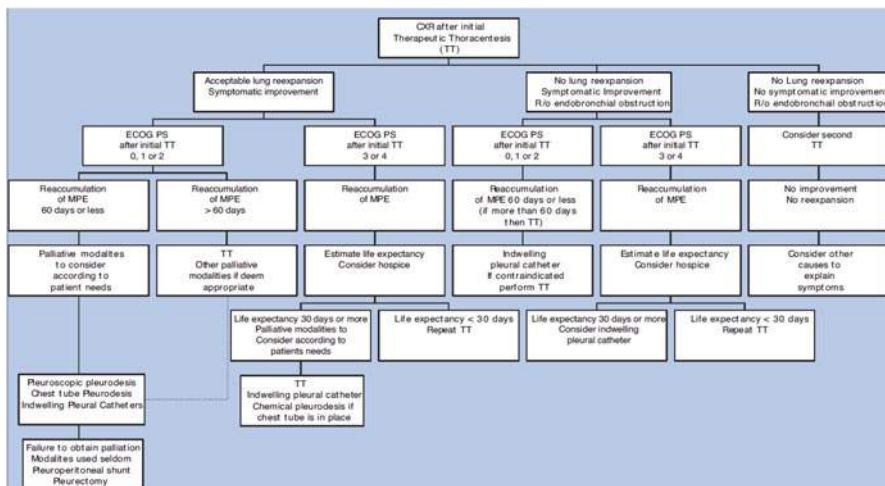 CXR after initial
Therapeutic Thoracentesis
(TT)
Acceptable lung reexpansion
Symptomatic improvement
No lung reexpansion
Symptomatic Improvement
R/o endobronchial obstruction
No Lung reexpansion
No symptomatic improvement
R/o endobronchail obstruction
ECOG PS
after initial TT
0, 1 or 2
ECOG PS
after initial TT
3 or 4
ECOG PS
after initial TT
0, 1 or 2
ECOG PS
after initial TT
3 or 4
Consider second
TT
Reaccumulation
of MPE
60 days or less
Reaccumulation
of MPE
> 60 days
Reaccumulation
of MPE
Reaccumulation
of MPE 60 days or less
(if more than 60 days
then TT)
Reaccumulation
of MPE
No improvement
No reexpansion
Palliative modalites
to consider
according to
patient needs
TT
Other palliative
modalities if deem
appropriate
Estimate life expectancy
Consider hospice
Indwelling
pleural catheter
If contraindicated
perform TT
Estimate life expectancy
Consider hospice
Consider other
causes to
explain
symptoms
Life expectancy 30 days or more
Palliative modalities to
Consider according to
patients needs
Life expectancy < 30 days
Repeat TT
Life expectancy 30 days or more
Consider indwelling
pleural catheter
Life expectancy < 30 days
Repeat TT
Pleuroscopic pleurodesis
Chest tube Pleurodesis
Indwelling Pleural Catheters
TT
Indwelling pleural catheter
Chemical pleurodesis if
chest tube is in place
Failure to obtain palliation
Modalites used seldom
Pleuroperitoneal shunt
Pleurectomy